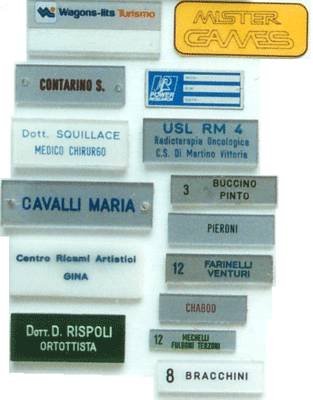 Wagons-lits Turismo
MISTER
GAMES
CONTARINO S.
POWER
RESEARCH
Dott. SQUILLACE
MEDICO CHIRURGO
USL RM 4
Radioterapia Oncologica
C.S. Di Martino Vittoria
CAVALLI MARIA
3 BUCCINO
PINTO
PIERONI
Centro Ricami Artistici
GINA
12 FARINELLI
VENTURI
CHABOD
DOTT. D. RISPOLI
ORTOTTISTA
12 MECHELLI
FULIGNI TERZONI
8 BRACCHINI